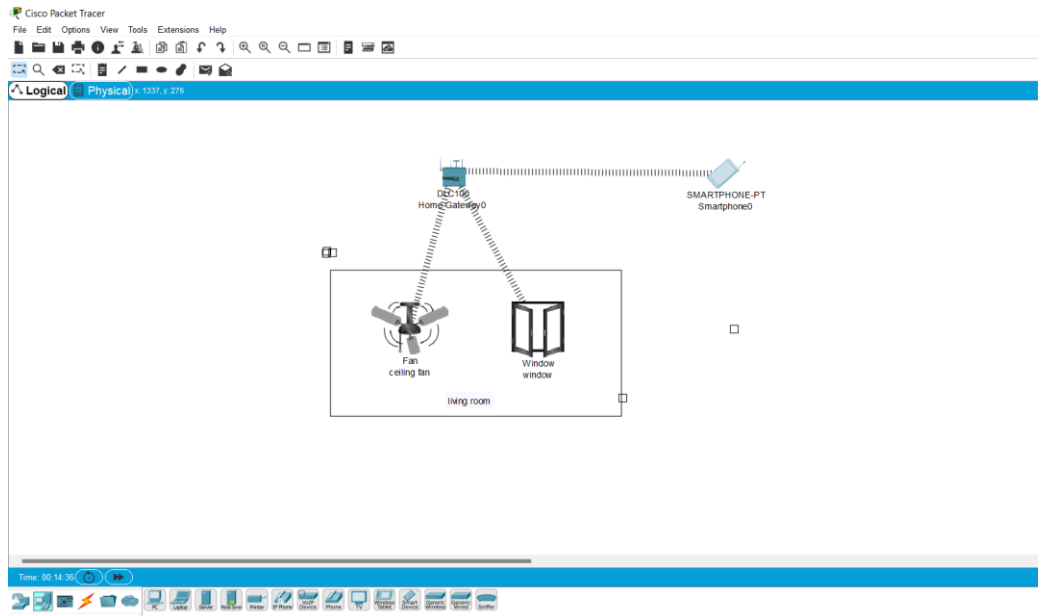 Cisco Packet Tracer
File Edit Options View Tools Extensions Help
Logical Physical x: 1337, y: 276
DLC100
Home Gateway0
SMARTPHONE-PT
Smartphone0
Fan
ceiling fan
Window
window
living room
Time: 00:14:36
PC Laptop Server Printer IP Phone VoIP Device Phone TV Wireless Tablet Smart Device Generic Wireless Generic Wired Sniffer